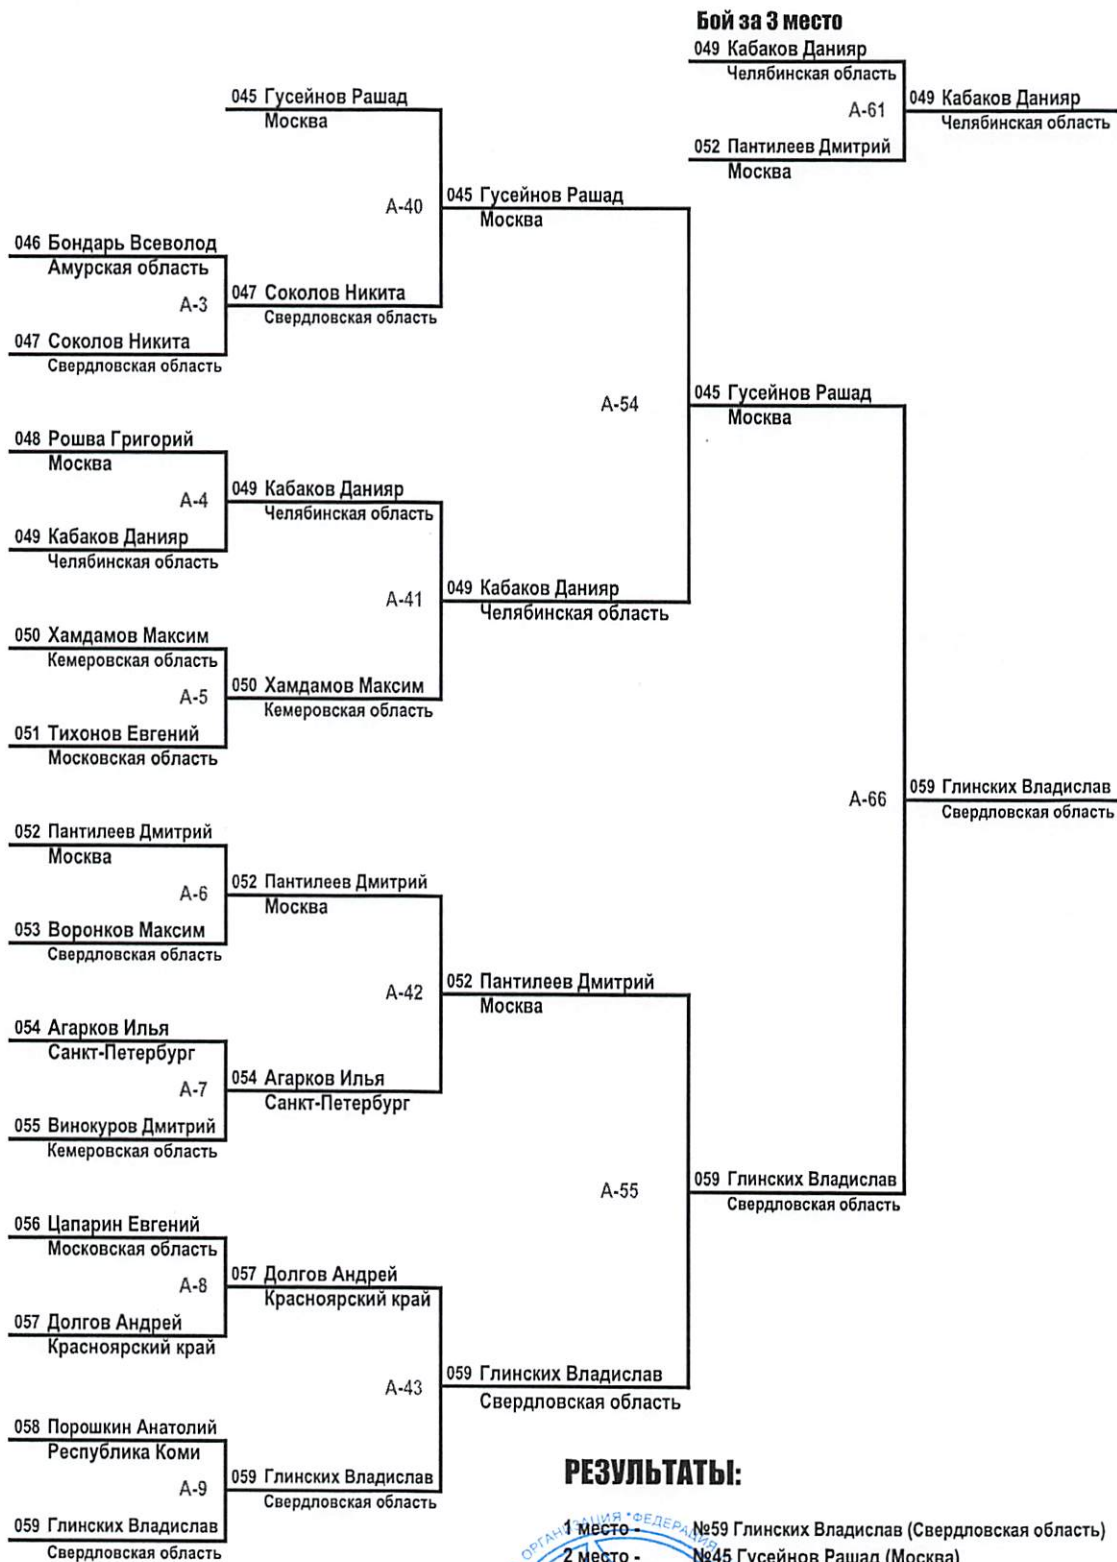 Бой за 3 место
049 Кабаков Данияр
Челябинская область
А-61
049 Кабаков Данияр
Челябинская область
052 Пантилеев Дмитрий
Москва
045 Гусейнов Рашад
Москва
А-40
045 Гусейнов Рашад
Москва
046 Бондарь Всеволод
Амурская область
А-3
047 Соколов Никита
Свердловская область
047 Соколов Никита
Свердловская область
А-54
045 Гусейнов Рашад
Москва
048 Рошва Григорий
Москва
А-4
049 Кабаков Данияр
Челябинская область
049 Кабаков Данияр
Челябинская область
А-41
049 Кабаков Данияр
Челябинская область
050 Хамдамов Максим
Кемеровская область
А-5
050 Хамдамов Максим
Кемеровская область
051 Тихонов Евгений
Московская область
А-66
059 Глинских Владислав
Свердловская область
052 Пантилеев Дмитрий
Москва
А-6
052 Пантилеев Дмитрий
Москва
053 Воронков Максим
Свердловская область
А-42
052 Пантилеев Дмитрий
Москва
054 Агарков Илья
Санкт-Петербург
А-7
054 Агарков Илья
Санкт-Петербург
055 Винокуров Дмитрий
Кемеровская область
А-55
059 Глинских Владислав
Свердловская область
056 Цапарин Евгений
Московская область
А-8
057 Долгов Андрей
Красноярский край
057 Долгов Андрей
Красноярский край
А-43
059 Глинских Владислав
Свердловская область
058 Порошкин Анатолий
Республика Коми
А-9
059 Глинских Владислав
Свердловская область
059 Глинских Владислав
Свердловская область
РЕЗУЛЬТАТЫ:
ОРГАНИЗАЦИЯ "ФЕДЕРАЦИЯ
1 место - №59 Глинских Владислав (Свердловская область)
2 место - №45 Гусейнов Рашад (Москва)